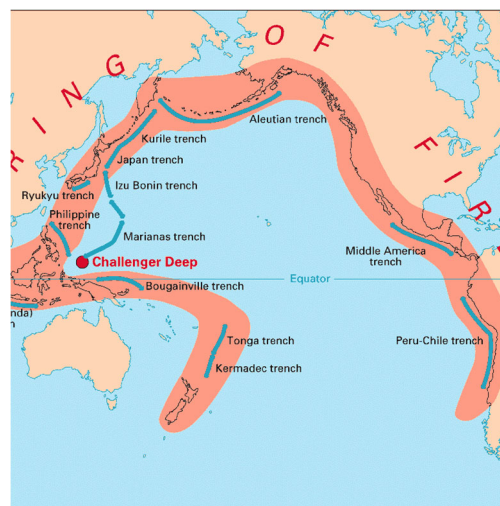 RING OF FIR
Aleutian trench
Kurile trench
Japan trench
Izu Bonin trench
Ryukyu trench
Philippine
trench
Marianas trench
Challenger Deep
Middle America
trench
Equator
Bougainville trench
nda)
Tonga trench
Peru-Chile trench
Kermadec trench